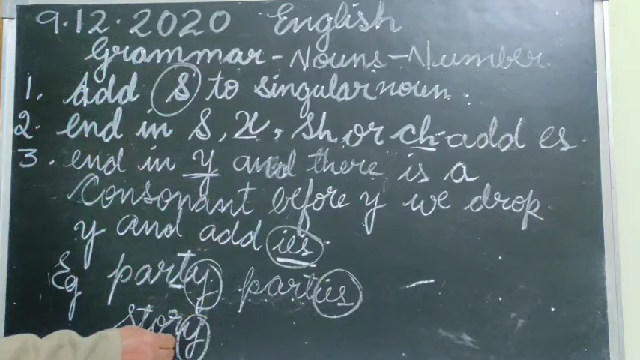 9.12.2020 English
Grammar - Nouns - Number
1. Add s to singular noun.
2. end in s, x, sh or ch - add es.
3. end in y and there is a
Consonant before y we drop
y and add ies.
Eg party parties
story